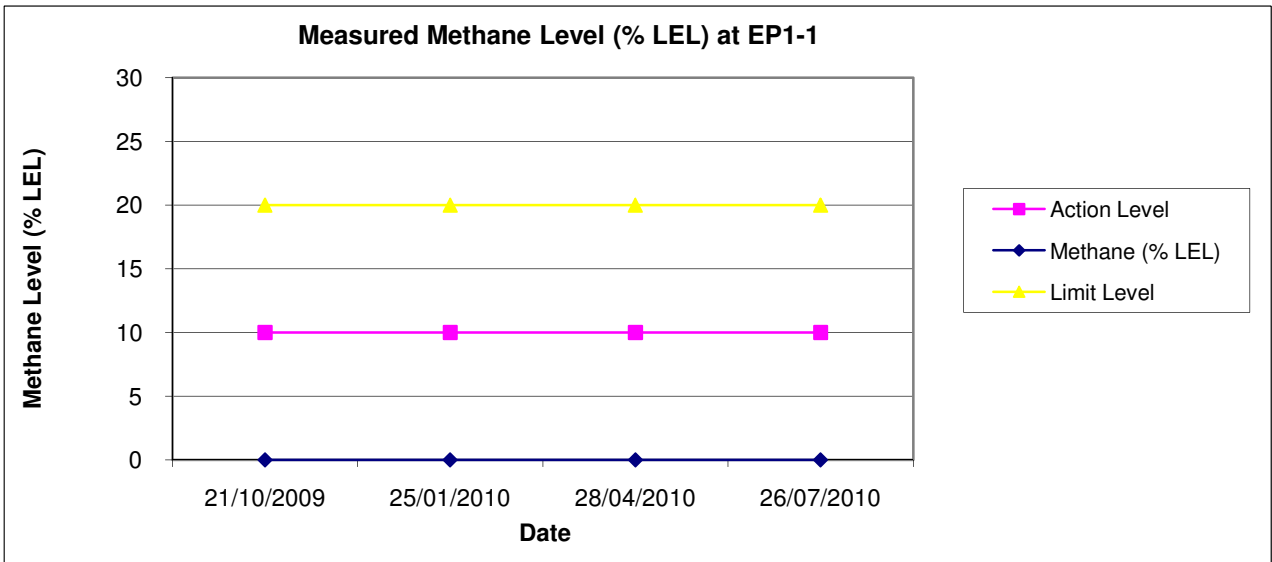 Measured Methane Level (% LEL) at EP1-1
Methane Level (% LEL)
30
25
20
15
10
5
0
21/10/2009 25/01/2010 28/04/2010 26/07/2010
Date
Action Level
Methane (% LEL)
Limit Level